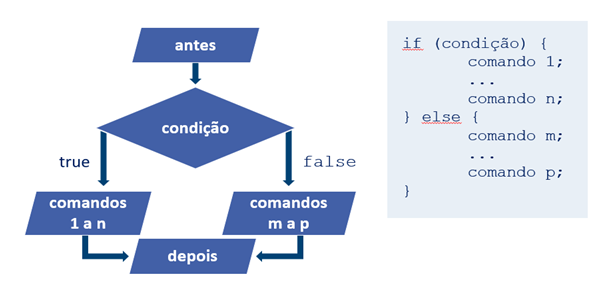 antes
condição
true
false
comandos
1 a n
comandos
m a p
depois
if (condição) {
comando 1;
...
comando n;
} else {
comando m;
...
comando p;
}